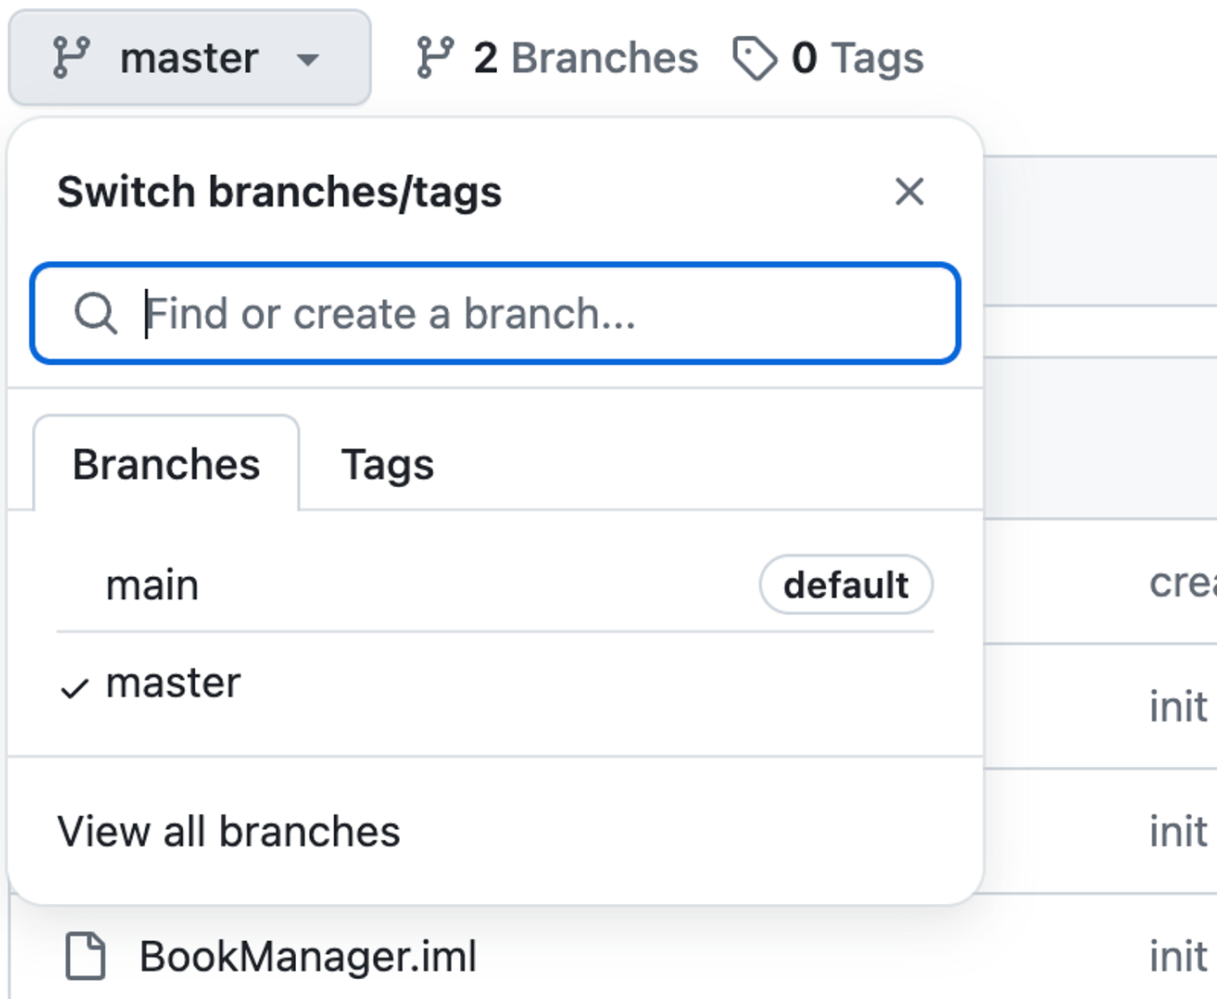 master 2 Branches 0 Tags
Switch branches/tags
Find or create a branch...
Branches Tags
main default
master
View all branches
init
init
BookManager.iml init